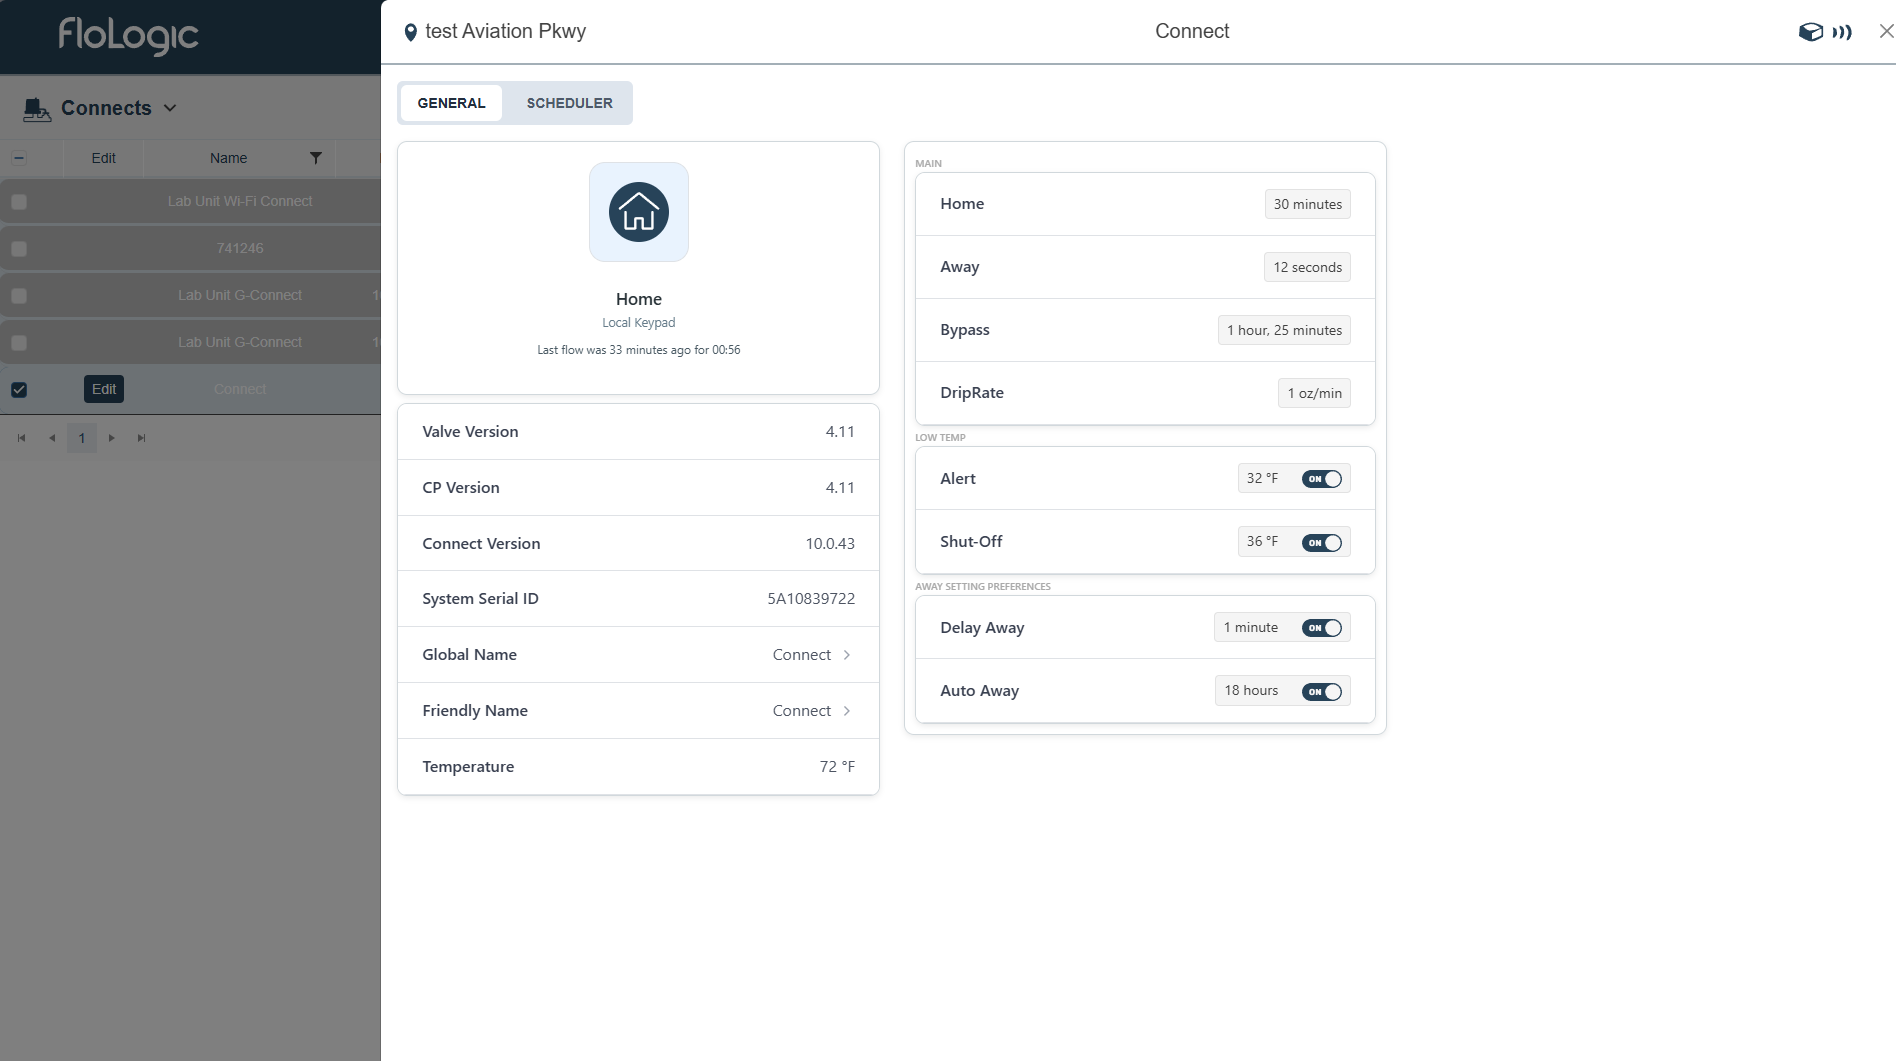 floLogic
test Aviation Pkwy
Connect
Connects
GENERAL
SCHEDULER
Edit
Name
Lab Unit Wi-Fi Connect
741246
Lab Unit G-Connect
Lab Unit G-Connect
Edit
Connect
1
Home
Local Keypad
Last flow was 33 minutes ago for 00:56
Valve Version 4.11
CP Version 4.11
Connect Version 10.0.43
System Serial ID 5A10839722
Global Name Connect
Friendly Name Connect
Temperature 72 °F
MAIN
Home 30 minutes
Away 12 seconds
Bypass 1 hour, 25 minutes
DripRate 1 oz/min
LOW TEMP
Alert 32 °F ON
Shut-Off 36 °F ON
AWAY SETTING PREFERENCES
Delay Away 1 minute ON
Auto Away 18 hours ON